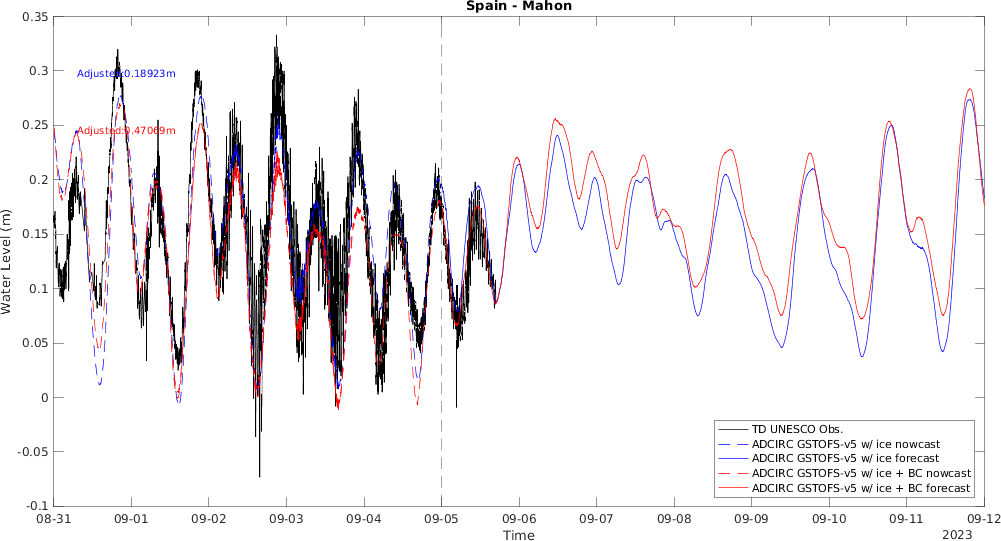 Spain - Mahon
0.35
0.3
0.25
0.2
0.15
0.1
0.05
0
-0.05
-0.1
Water Level (m)
Adjusted:0.18923m
Adjusted:0.47069m
TD UNESCO Obs.
ADCIRC GSTOFS-v5 w/ ice nowcast
ADCIRC GSTOFS-v5 w/ ice forecast
ADCIRC GSTOFS-v5 w/ ice + BC nowcast
ADCIRC GSTOFS-v5 w/ ice + BC forecast
08-31 09-01 09-02 09-03 09-04 09-05 09-06 09-07 09-08 09-09 09-10 09-11 09-12
Time
2023